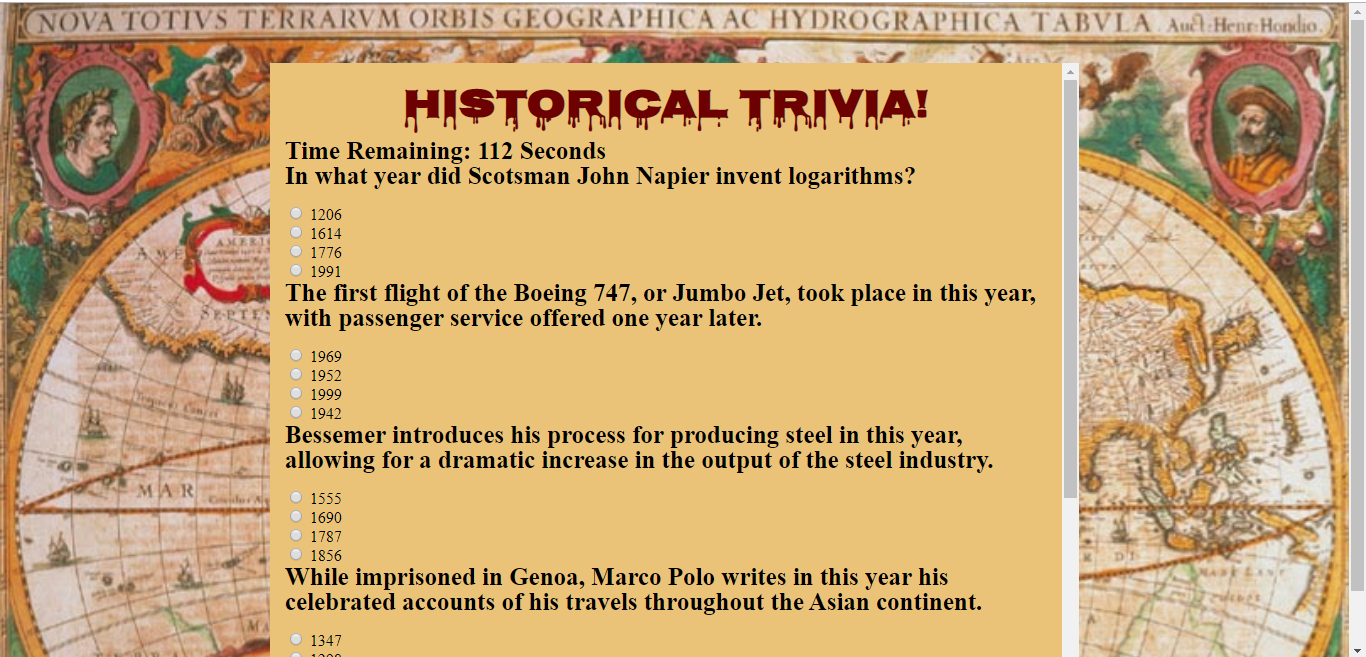 NOVA TOTIVS TERRARVM ORBIS GEOGRAPHICA AC HYDROGRAPHICA TABVLA Auct: Henr: Hondio.
HISTORICAL TRIVIA!
Time Remaining: 112 Seconds
In what year did Scotsman John Napier invent logarithms?
1206
1614
1776
1991
The first flight of the Boeing 747, or Jumbo Jet, took place in this year,
with passenger service offered one year later.
1969
1952
1999
1942
Bessemer introduces his process for producing steel in this year,
allowing for a dramatic increase in the output of the steel industry.
1555
1690
1787
1856
While imprisoned in Genoa, Marco Polo writes in this year his
celebrated accounts of his travels throughout the Asian continent.
1347
AMERI
AME
SEPTE
MAR
MA
DI